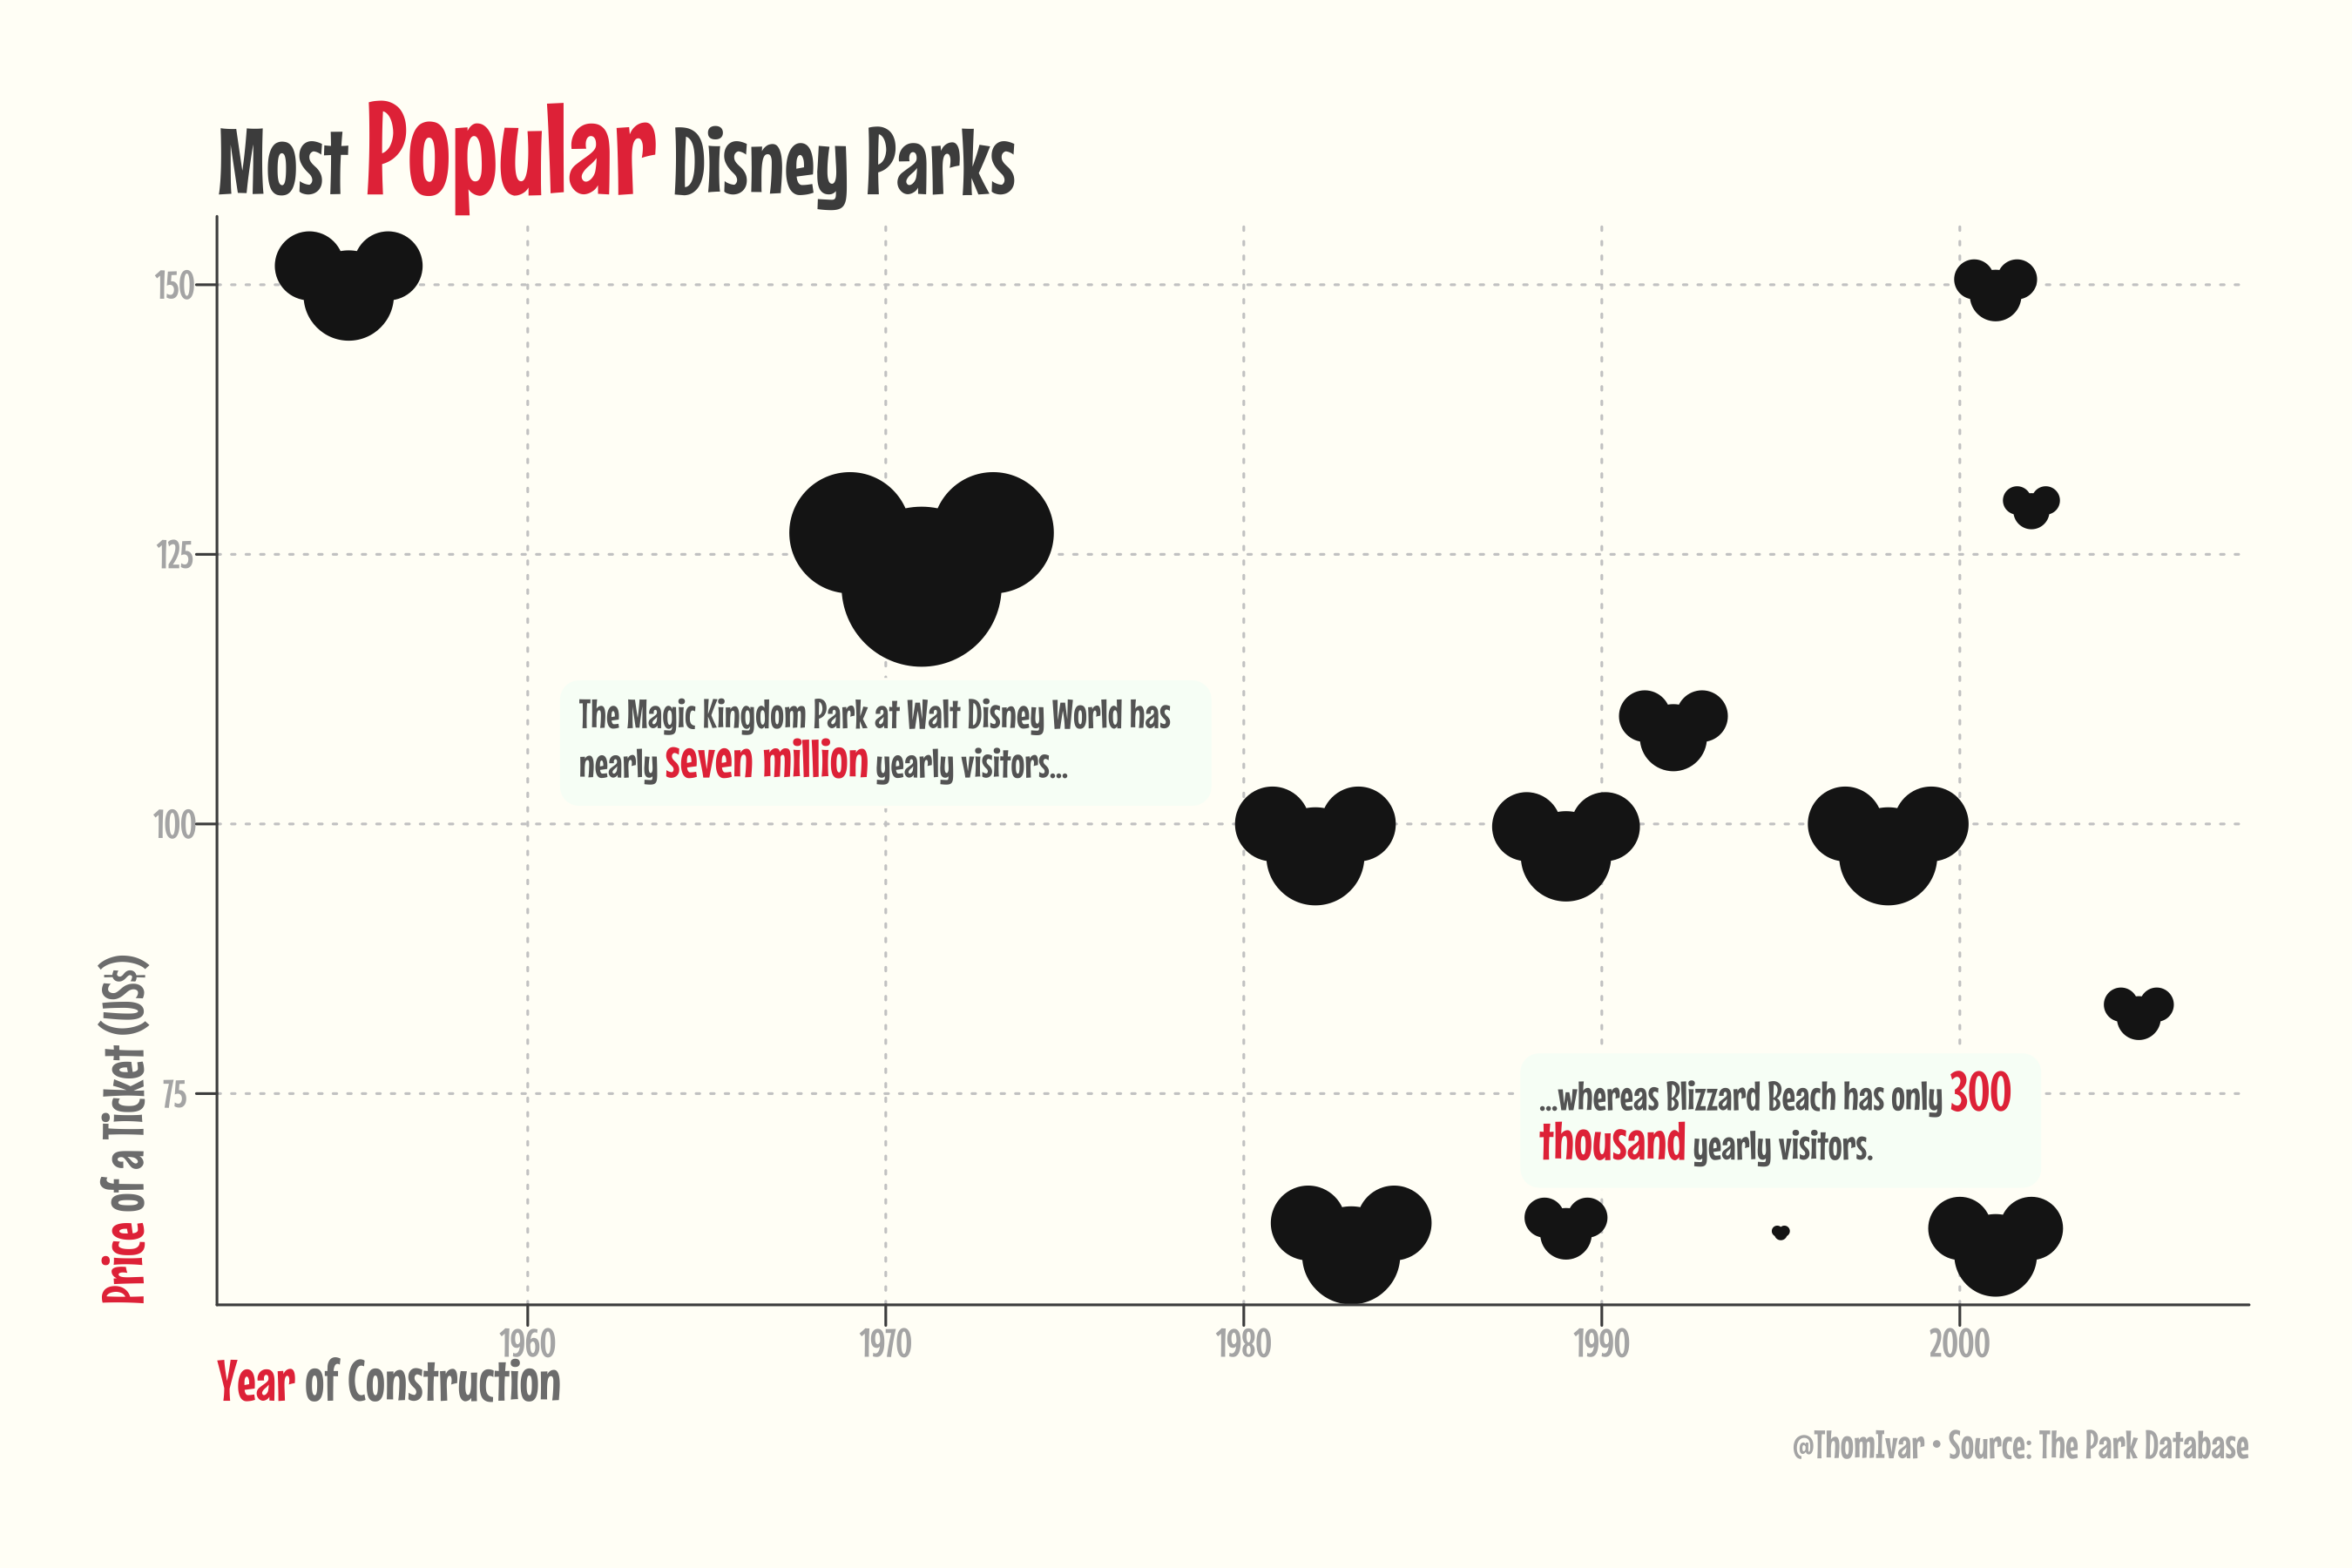 Most Popular Disney Parks
150
125
100
75
Price of a Ticket (US$)
The Magic Kingdom Park at Walt Disney World has
nearly Seven million yearly visitors...
...whereas Blizzard Beach has only 300
thousand yearly visitors.
1960
1970
1980
1990
2000
Year of Construction
@ThomIvar • Source: The Park Database